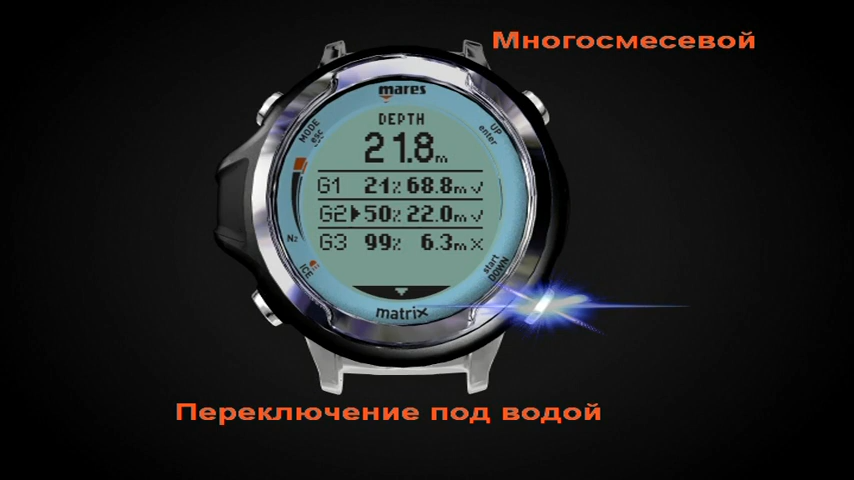 Многосмесевой
mares
MODE
esc
UP
enter
DEPTH
21.8m
G1 21% 68.8m ✓
G2▶50% 22.0m ✓
G3 99% 6.3m ×
N2
ICE
start
DOWN
matrix
Переключение под водой